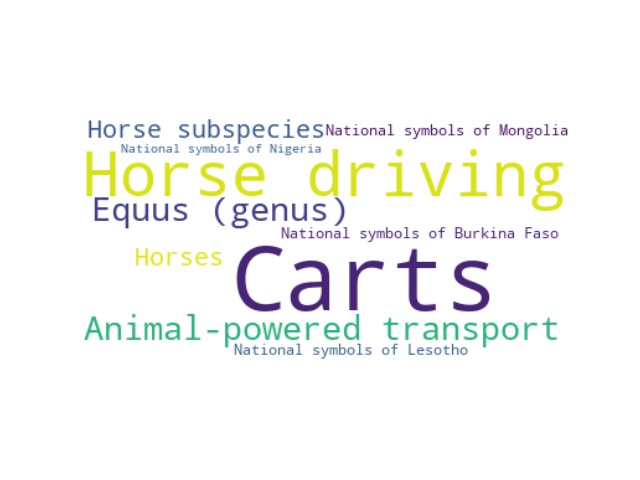 Horse subspecies
National symbols of Mongolia
National symbols of Nigeria
Horse driving
Equus (genus)
National symbols of Burkina Faso
Horses
Carts
Animal-powered transport
National symbols of Lesotho